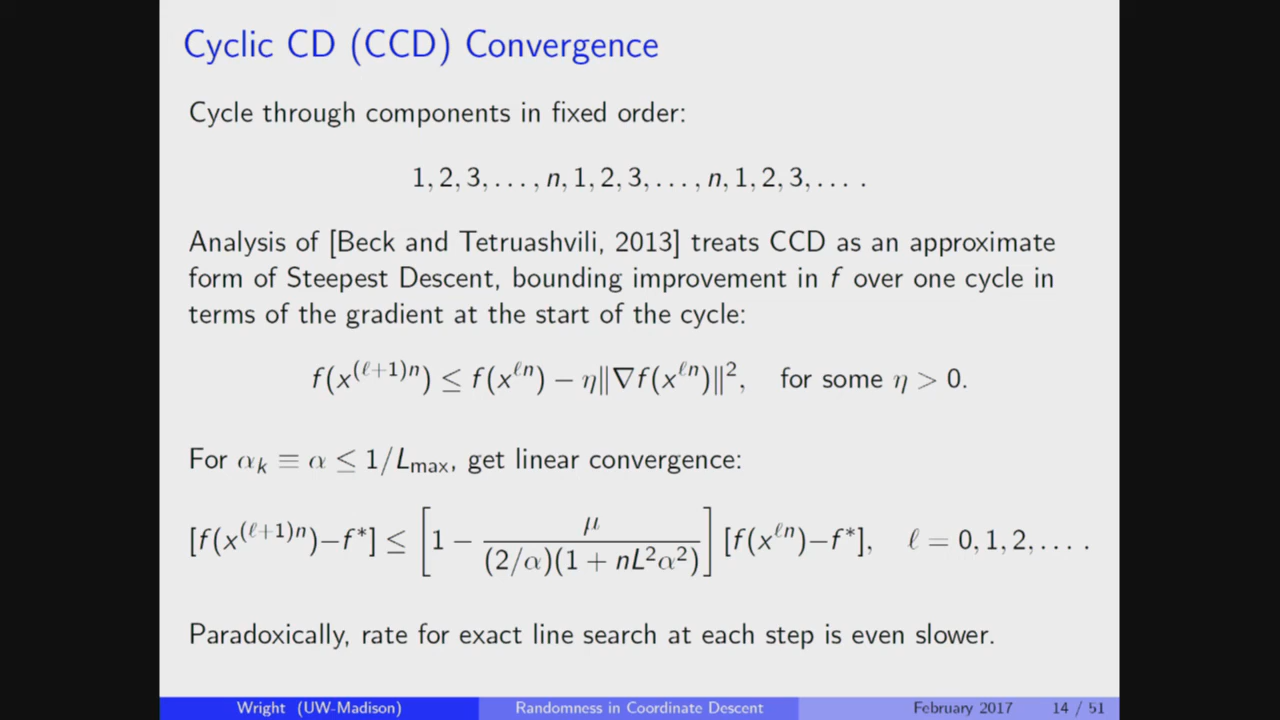 Cyclic CD (CCD) Convergence
Cycle through components in fixed order:
1, 2, 3, . . . , n, 1, 2, 3, . . . , n, 1, 2, 3, . . . .
Analysis of [Beck and Tetruashvili, 2013] treats CCD as an approximate
form of Steepest Descent, bounding improvement in f over one cycle in
terms of the gradient at the start of the cycle:
f(x^{(ℓ+1)n}) ≤ f(x^{ℓn}) − η‖∇f(x^{ℓn})‖², for some η > 0.
For α_k ≡ α ≤ 1/L_max, get linear convergence:
[f(x^{(ℓ+1)n})−f*] ≤ [1 − μ / ((2/α)(1 + nL²α²))] [f(x^{ℓn})−f*], ℓ = 0, 1, 2, . . . .
Paradoxically, rate for exact line search at each step is even slower.
Wright (UW-Madison) Randomness in Coordinate Descent February 2017 14 / 51